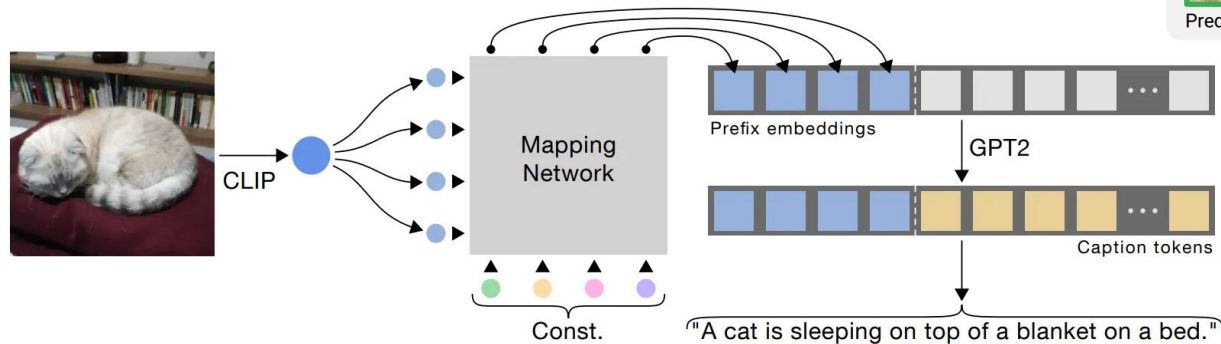 Pred
CLIP
Mapping
Network
Const.
Prefix embeddings
GPT2
Caption tokens
"A cat is sleeping on top of a blanket on a bed."